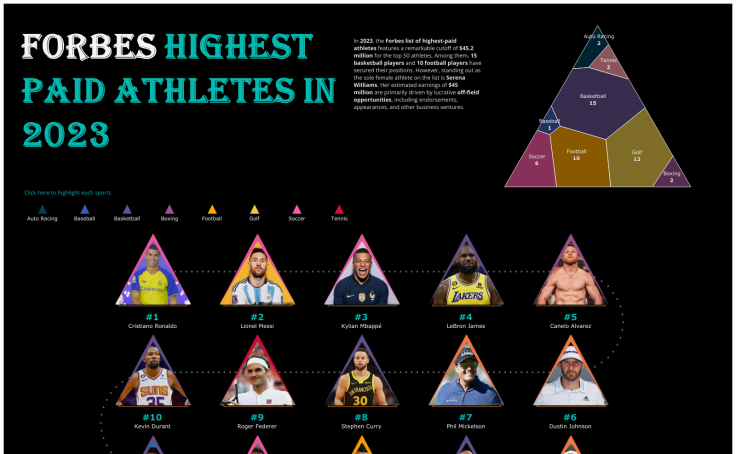 FORBES HIGHEST
PAID ATHLETES IN
2023
In 2023, the Forbes list of highest-paid
athletes features a remarkable cutoff of $45.2
million for the top 50 athletes. Among them, 15
basketball players and 10 football players have
secured their positions. However, standing out as
the sole female athlete on the list is Serena
Williams. Her estimated earnings of $45
million are primarily driven by lucrative off-field
opportunities, including endorsements,
appearances, and other business ventures.
Auto Racing
2
Tennis
2
Basketball
15
Baseball
1
Soccer
6
Football
10
Golf
12
Boxing
2
Click here to highlight each sports
Auto Racing
Baseball
Basketball
Boxing
Football
Golf
Soccer
Tennis
LAKERS
#1
Cristiano Ronaldo
#2
Lionel Messi
#3
Kylian Mbappé
#4
LeBron James
#5
Canelo Alvarez
SUNS
35
30
#10
Kevin Durant
#9
Roger Federer
#8
Stephen Curry
#7
Phil Mickelson
#6
Dustin Johnson